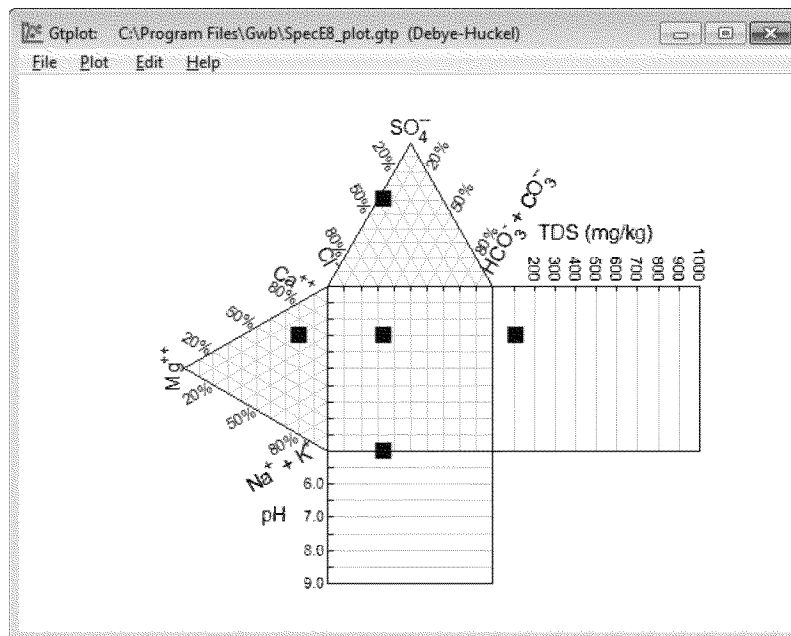 Gtplot: C:\Program Files\Gwb\SpecE8_plot.gtp (Debye-Huckel)
File Plot Edit Help
SO4--
20%
20%
50%
50%
80%
80%
Cl-
HCO3- + CO3--
TDS (mg/kg)
200
300
400
500
600
700
800
900
1000
Ca++
80%
50%
20%
Mg++
20%
50%
80%
Na+ + K+
pH
6.0
7.0
8.0
9.0